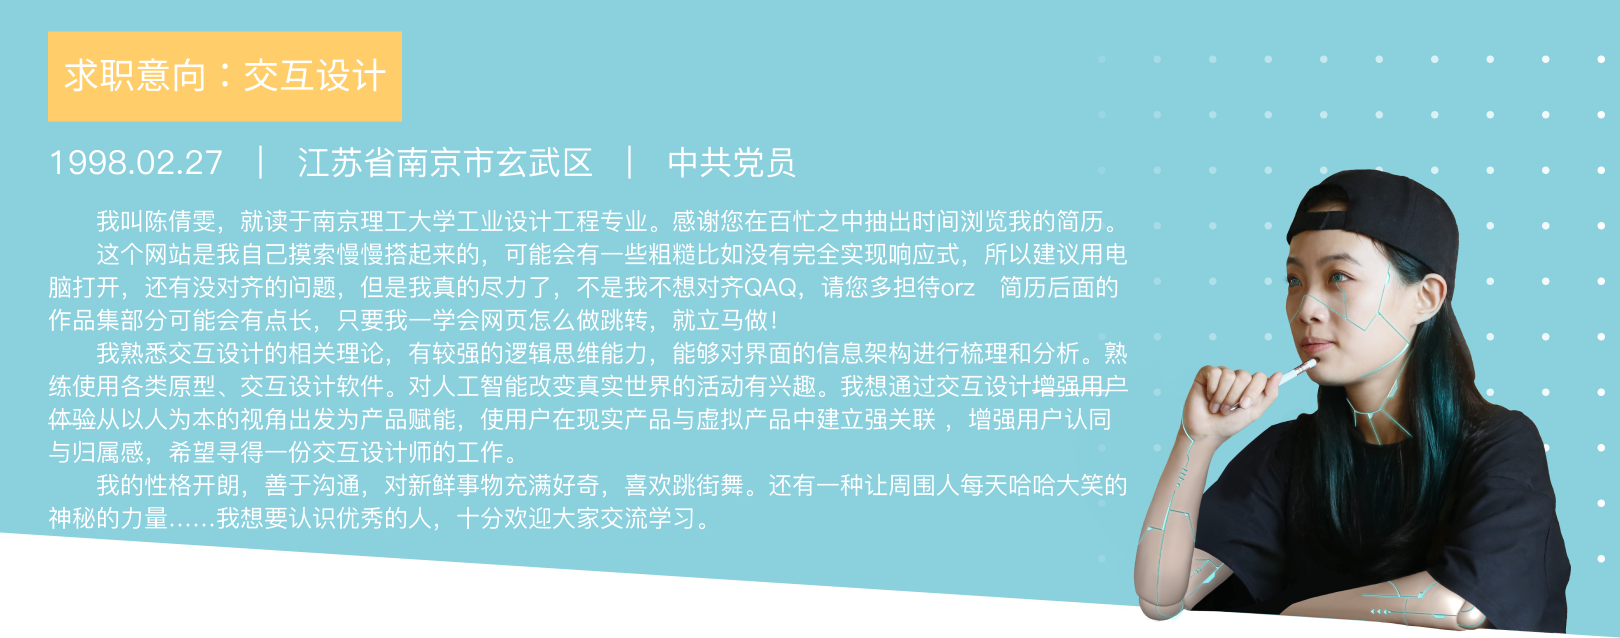 求职意向：交互设计
1998.02.27 | 江苏省南京市玄武区 | 中共党员
我叫陈倩雯，就读于南京理工大学工业设计工程专业。感谢您在百忙之中抽出时间浏览我的简历。
这个网站是我自己摸索慢慢搭起来的，可能会有一些粗糙比如没有完全实现响应式，所以建议用电
脑打开，还有没对齐的问题，但是我真的尽力了，不是我不想对齐QAQ，请您多担待orz 简历后面的
作品集部分可能会有点长，只要我一学会网页怎么做跳转，就立马做！
我熟悉交互设计的相关理论，有较强的逻辑思维能力，能够对界面的信息架构进行梳理和分析。熟
练使用各类原型、交互设计软件。对人工智能改变真实世界的活动有兴趣。我想通过交互设计增强用户
体验从以人为本的视角出发为产品赋能，使用户在现实产品与虚拟产品中建立强关联 ，增强用户认同
与归属感，希望寻得一份交互设计师的工作。
我的性格开朗，善于沟通，对新鲜事物充满好奇，喜欢跳街舞。还有一种让周围人每天哈哈大笑的
神秘的力量……我想要认识优秀的人，十分欢迎大家交流学习。